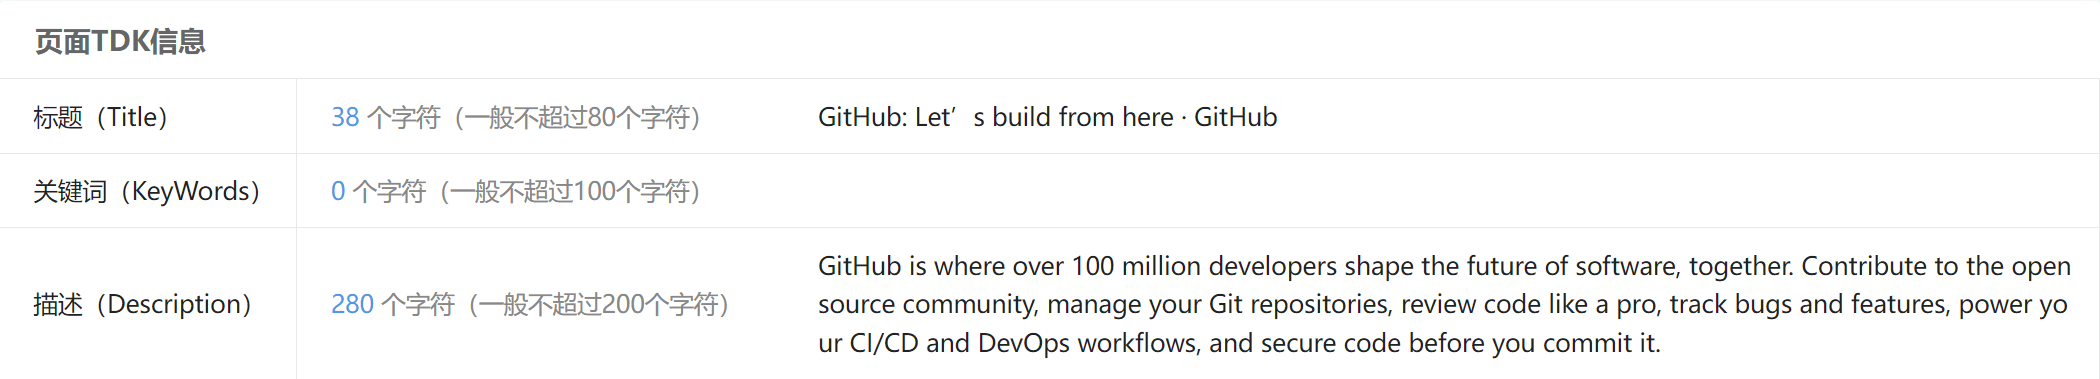 页面TDK信息
标题（Title） 38 个字符（一般不超过80个字符） GitHub: Let’s build from here · GitHub
关键词（KeyWords） 0 个字符（一般不超过100个字符）
描述（Description） 280 个字符（一般不超过200个字符） GitHub is where over 100 million developers shape the future of software, together. Contribute to the open
source community, manage your Git repositories, review code like a pro, track bugs and features, power yo
ur CI/CD and DevOps workflows, and secure code before you commit it.